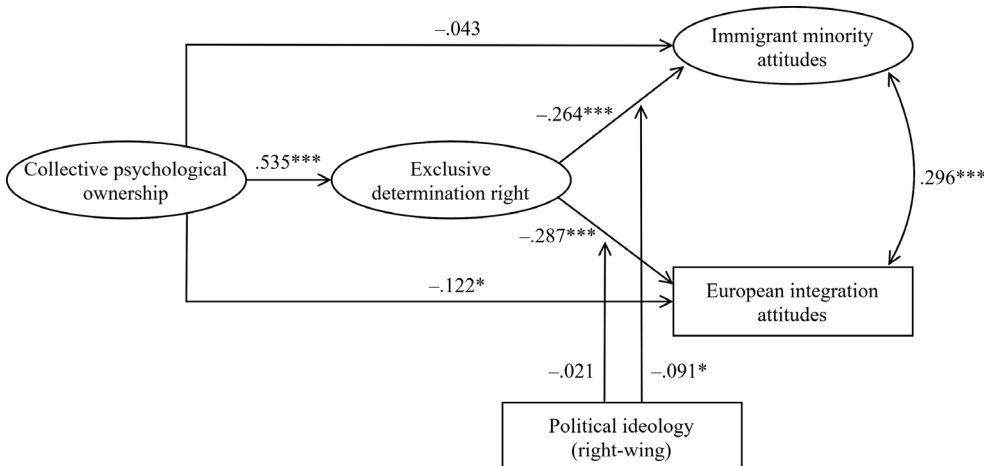 –.043
Immigrant minority
attitudes
–.264***
.535***
Collective psychological
ownership
Exclusive
determination right
.296***
–.287***
–.122*
European integration
attitudes
–.021
–.091*
Political ideology
(right-wing)